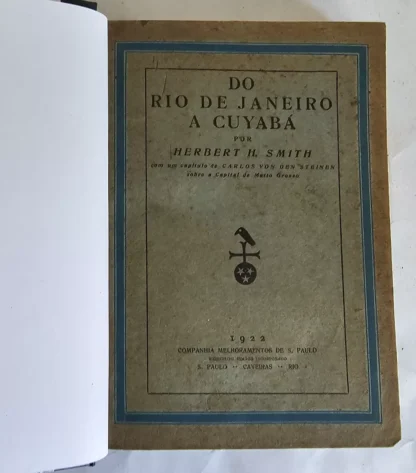 DO
RIO DE JANEIRO
A CUYABÁ
POR
HERBERT H. SMITH
com um capitulo de CARLOS VON DEN STEINEN
sobre a Capital de Matto Grosso
1922
COMPANHIA MELHORAMENTOS DE S. PAULO
S. PAULO — CAYEIRAS — RIO